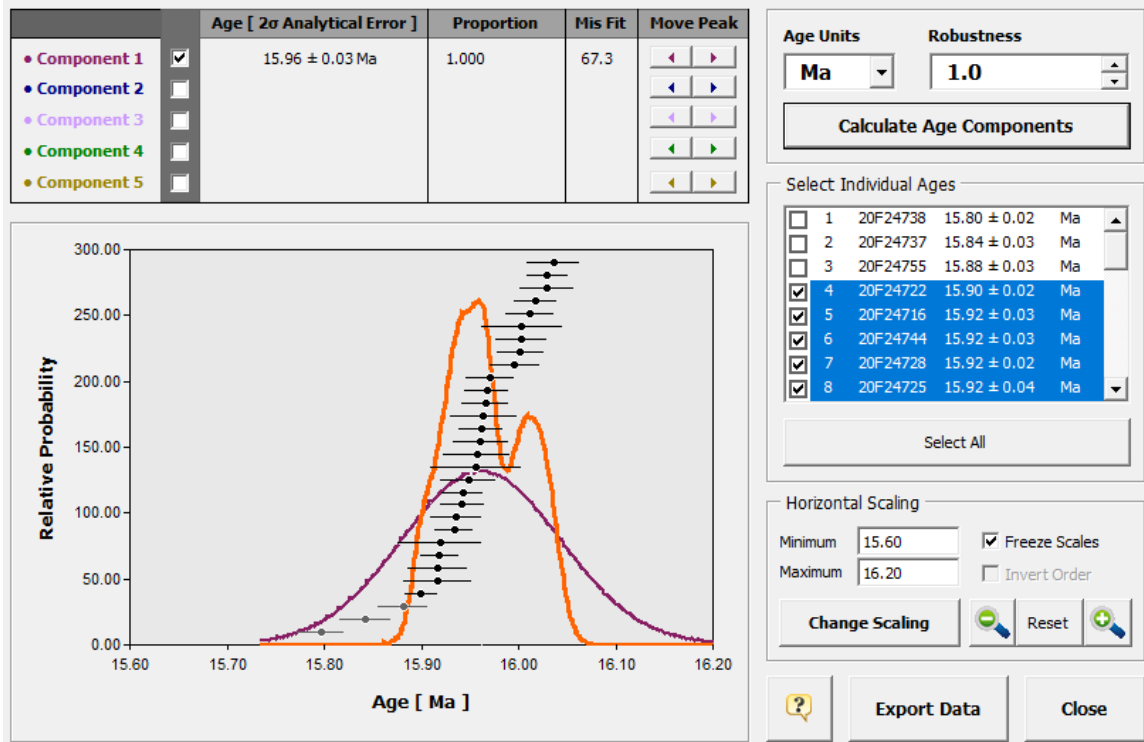 Age [ 2σ Analytical Error ] Proportion Mis Fit Move Peak
• Component 1 15.96 ± 0.03 Ma 1.000 67.3
• Component 2
• Component 3
• Component 4
• Component 5
Age Units Robustness
Ma 1.0
Calculate Age Components
Select Individual Ages
1 20F24738 15.80 ± 0.02 Ma
2 20F24737 15.84 ± 0.03 Ma
3 20F24755 15.88 ± 0.03 Ma
4 20F24722 15.90 ± 0.02 Ma
5 20F24716 15.92 ± 0.03 Ma
6 20F24744 15.92 ± 0.03 Ma
7 20F24728 15.92 ± 0.02 Ma
8 20F24725 15.92 ± 0.04 Ma
Select All
Horizontal Scaling
Minimum 15.60 Freeze Scales
Maximum 16.20 Invert Order
Change Scaling Reset
? Export Data Close
300.00
250.00
200.00
150.00
100.00
50.00
0.00
Relative Probability
15.60 15.70 15.80 15.90 16.00 16.10 16.20
Age [ Ma ]